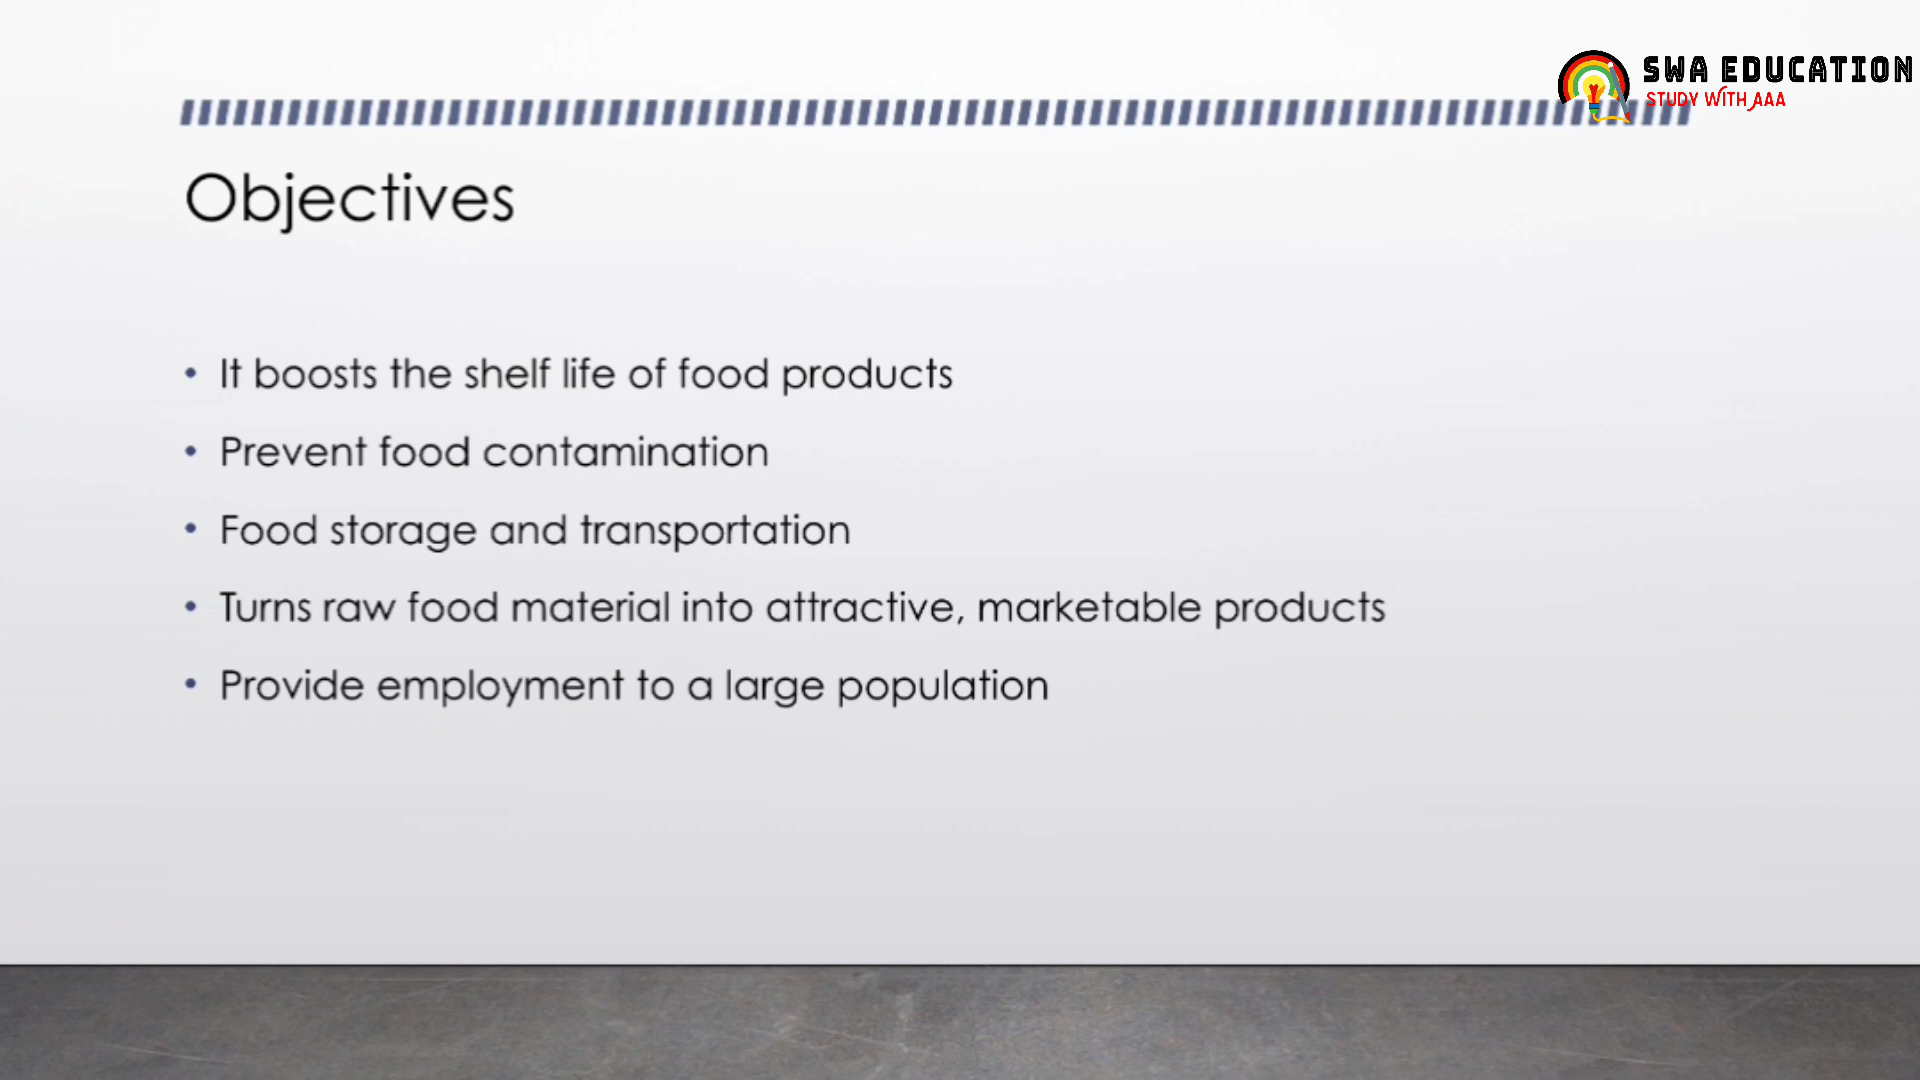 SWA EDUCATION
STUDY WITH AAA
Objectives
• It boosts the shelf life of food products
• Prevent food contamination
• Food storage and transportation
• Turns raw food material into attractive, marketable products
• Provide employment to a large population